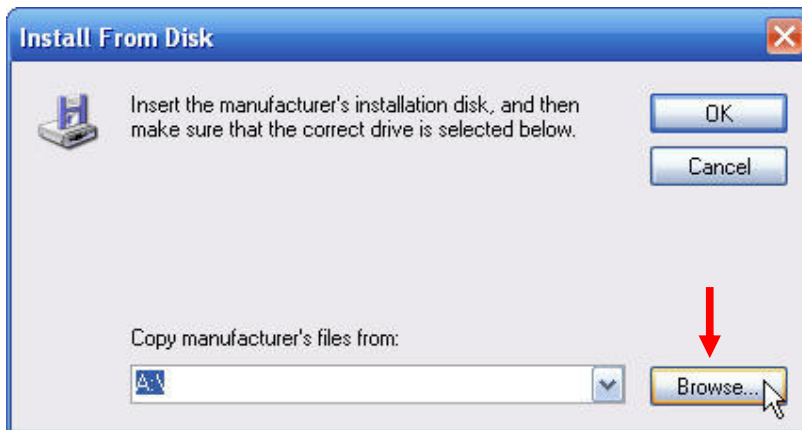 Install From Disk
Insert the manufacturer's installation disk, and then
make sure that the correct drive is selected below.
OK
Cancel
Copy manufacturer's files from:
A:\
Browse...